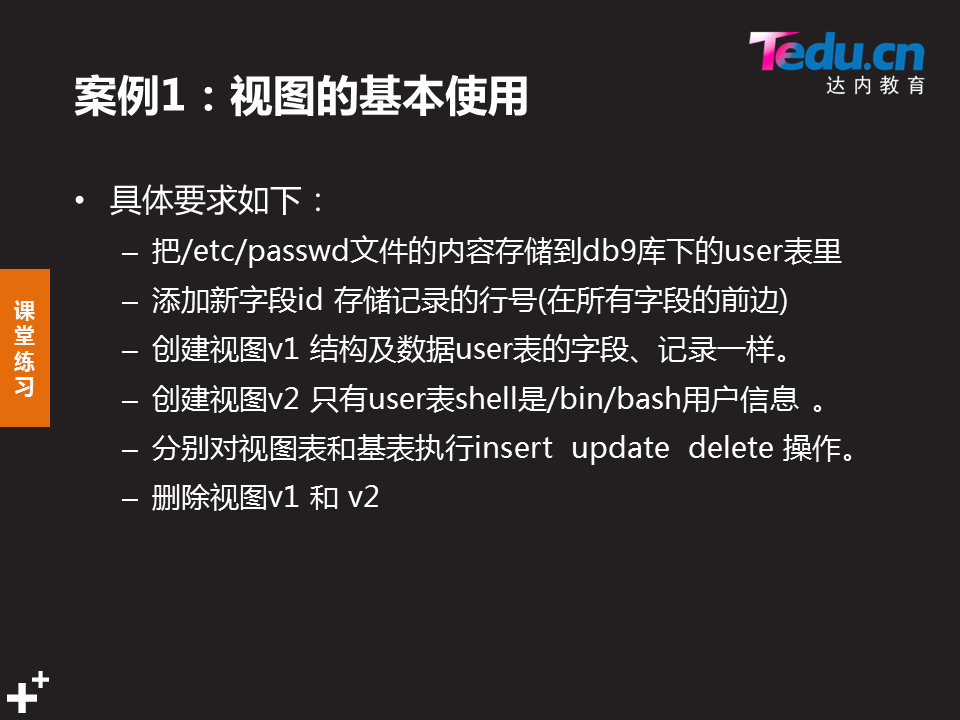 Tedu.cn
达内教育
案例1：视图的基本使用
• 具体要求如下：
– 把/etc/passwd文件的内容存储到db9库下的user表里
– 添加新字段id 存储记录的行号(在所有字段的前边)
– 创建视图v1 结构及数据user表的字段、记录一样。
– 创建视图v2 只有user表shell是/bin/bash用户信息 。
– 分别对视图表和基表执行insert update delete 操作。
– 删除视图v1 和 v2
课堂练习